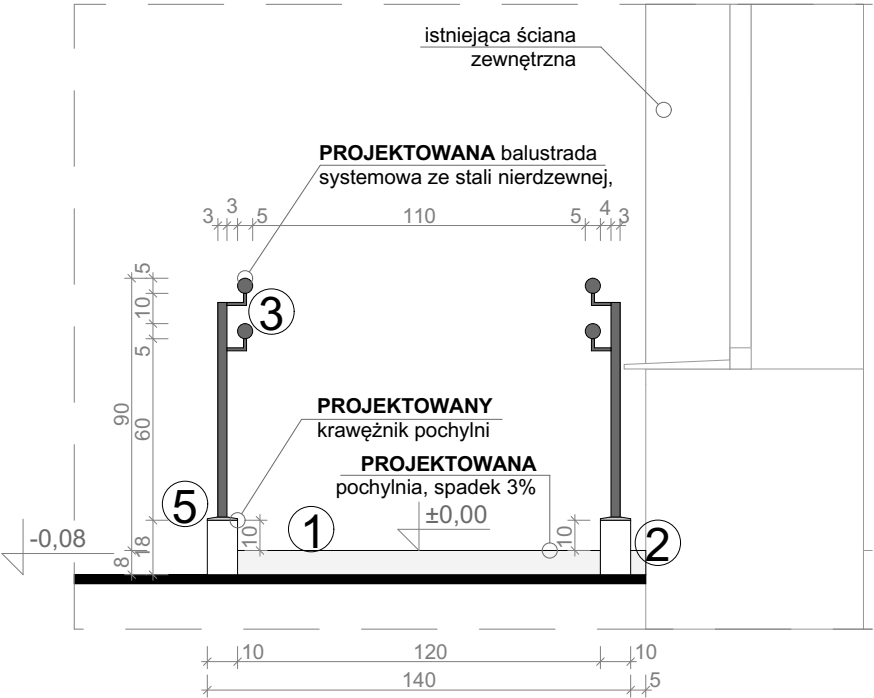 istniejąca ściana
zewnętrzna
PROJEKTOWANA balustrada
systemowa ze stali nierdzewnej,
3 3 5 110 5 4 3
5
10
3
5
90
60
PROJEKTOWANY
krawężnik pochylni
PROJEKTOWANA
pochylnia, spadek 3%
5
±0,00
1
10
10
2
-0,08
18
8
10 120 10
140 5